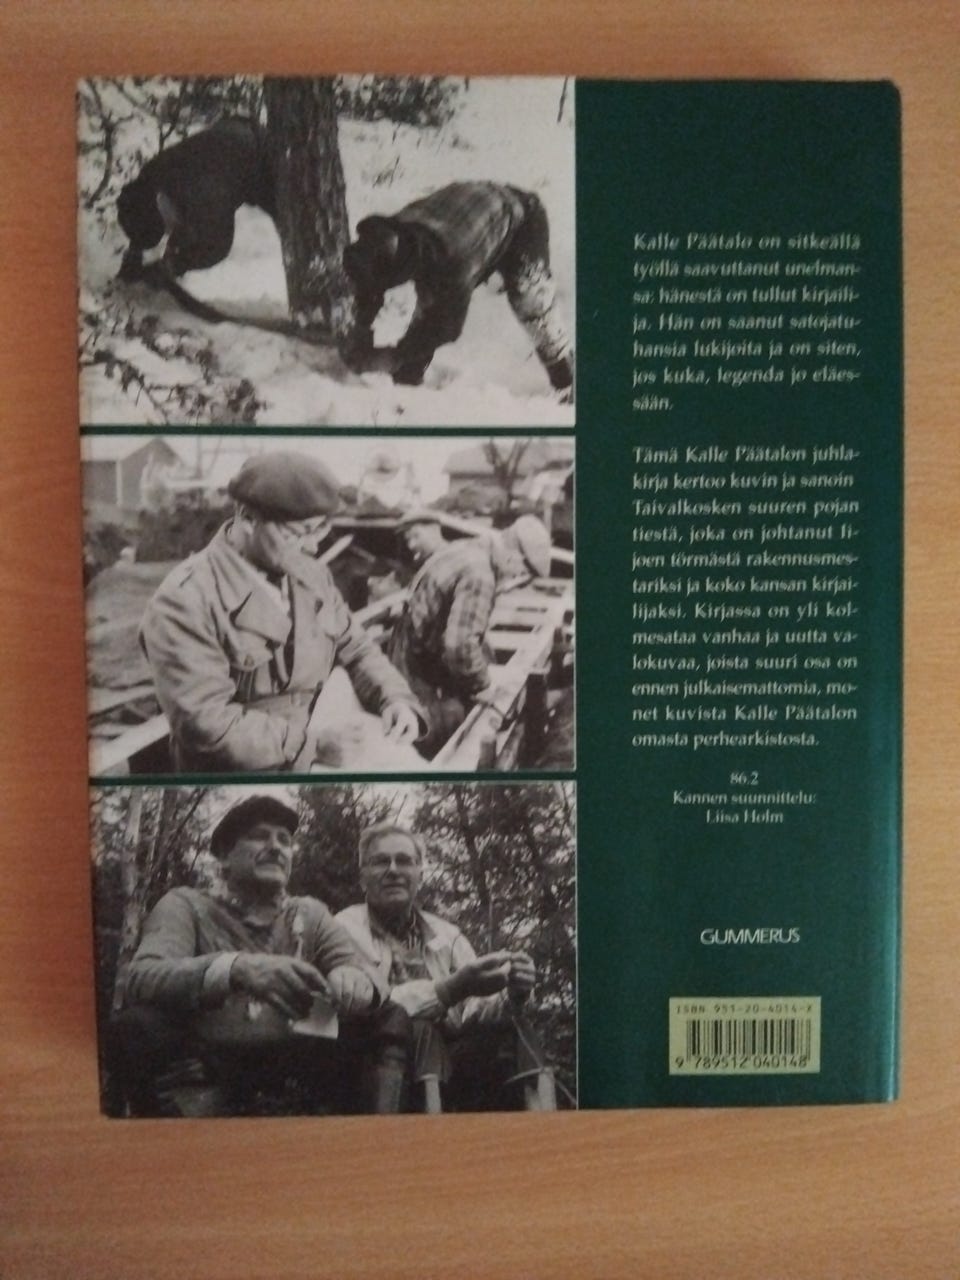 Kalle Päätalo on sitkeällä
työllä saavuttanut unelman-
sa: hänestä on tullut kirjaili-
ja. Hän on saanut satojatu-
hansia lukijoita ja on siten,
jos kuka, legenda jo eläes-
sään.
Tämä Kalle Päätalon juhla-
kirja kertoo kuvin ja sanoin
Taivalkosken suuren pojan
tiestä, joka on johtanut Ii-
joen törmästä rakennusmes-
tariksi ja koko kansan kirjai-
lijaksi. Kirjassa on yli kol-
mesataa vanhaa ja uutta va-
lokuvaa, joista suuri osa on
ennen julkaisemattomia, mo-
net kuvista Kalle Päätalon
omasta perhearkistosta.
86.2
Kannen suunnittelu:
Liisa Holm
GUMMERUS
ISBN 951-20-4014-X
9 789512 040148